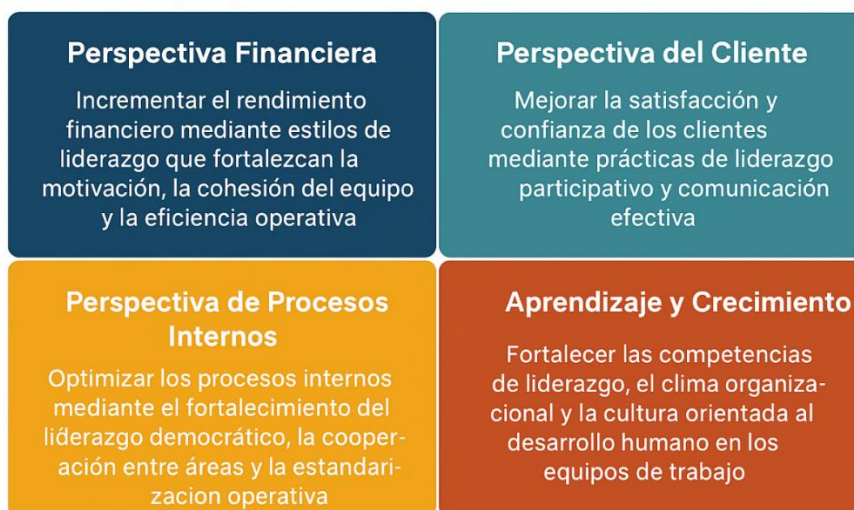 Perspectiva Financiera
Incrementar el rendimiento
financiero mediante estilos de
liderazgo que fortalezcan la
motivación, la cohesión del equipo
y la eficiencia operativa
Perspectiva del Cliente
Mejorar la satisfacción y
confianza de los clientes
mediante prácticas de liderazgo
participativo y comunicación
efectiva
Perspectiva de Procesos
Internos
Optimizar los procesos internos
mediante el fortalecimiento del
liderazgo democrático, la cooper-
ación entre áreas y la estandari-
zacion operativa
Aprendizaje y Crecimiento
Fortalecer las competencias
de liderazgo, el clima organiza-
cional y la cultura orientada al
desarrollo humano en los
equipos de trabajo